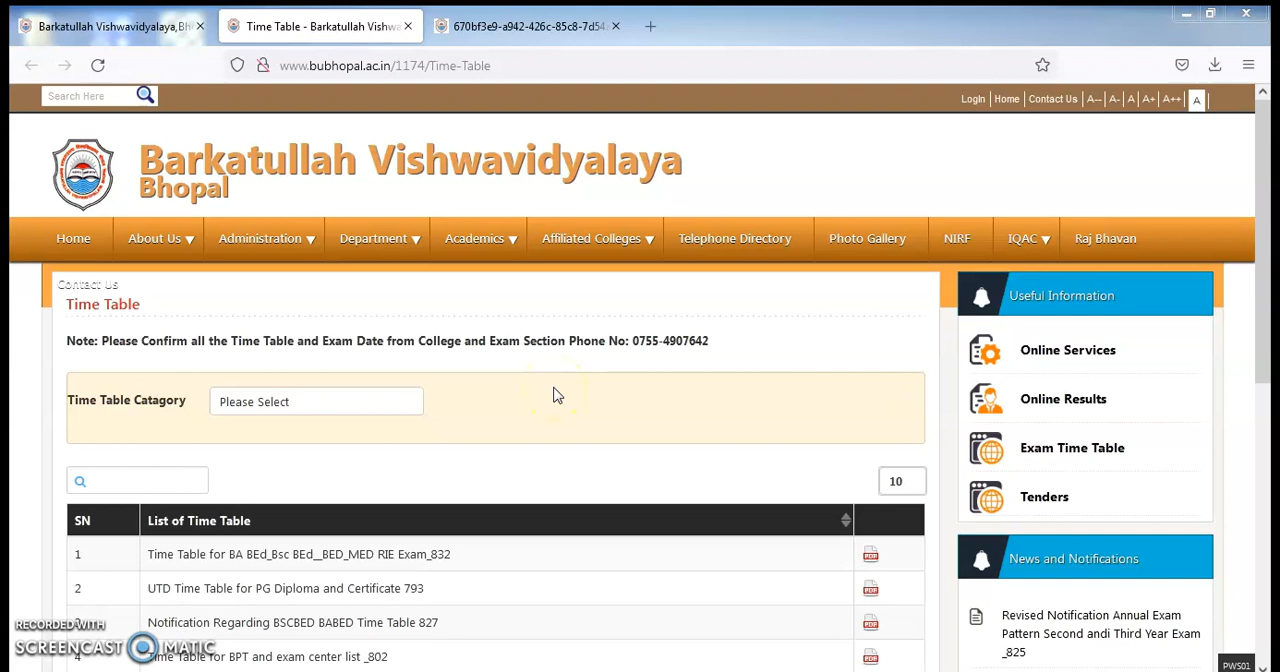 Barkatullah Vishwavidyalaya,BH
Time Table - Barkatullah Vishwa
670bf3e9-a942-426c-85c8-7d54
www.bubhopal.ac.in/1174/Time-Table
Search Here
LogIn Home Contact Us A-- A- A A+ A++ A
Barkatullah Vishwavidyalaya
Bhopal
Home About Us Administration Department Academics Affiliated Colleges Telephone Directory Photo Gallery NIRF IQAC Raj Bhavan
Contact Us
Time Table
Note: Please Confirm all the Time Table and Exam Date from College and Exam Section Phone No: 0755-4907642
Time Table Catagory Please Select
10
SN List of Time Table
1 Time Table for BA BEd_Bsc BEd__BED_MED RIE Exam_832 PDF
2 UTD Time Table for PG Diploma and Certificate 793 PDF
Notification Regarding BSCBED BABED Time Table 827 PDF
4 Time Table for BPT and exam center list _802 PDF
Useful Information
Online Services
Online Results
Exam Time Table
Tenders
News and Notifications
Revised Notification Annual Exam
Pattern Second andi Third Year Exam
_825
RECORDED WITH
SCREENCAST MATIC
PWS01